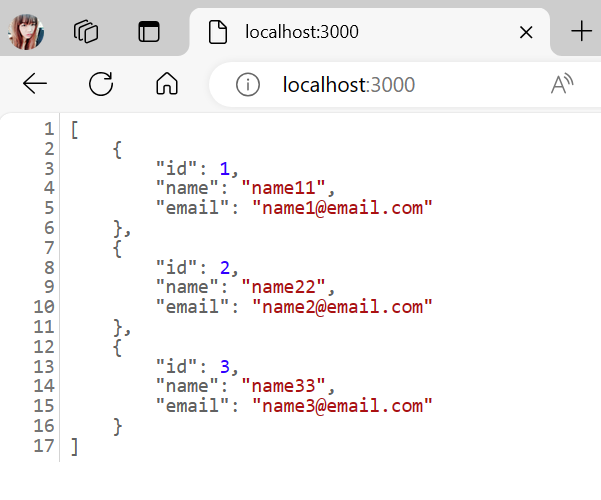 localhost:3000
localhost:3000
1 [
2     {
3         "id": 1,
4         "name": "name11",
5         "email": "name1@email.com"
6     },
7     {
8         "id": 2,
9         "name": "name22",
10         "email": "name2@email.com"
11     },
12     {
13         "id": 3,
14         "name": "name33",
15         "email": "name3@email.com"
16     }
17 ]